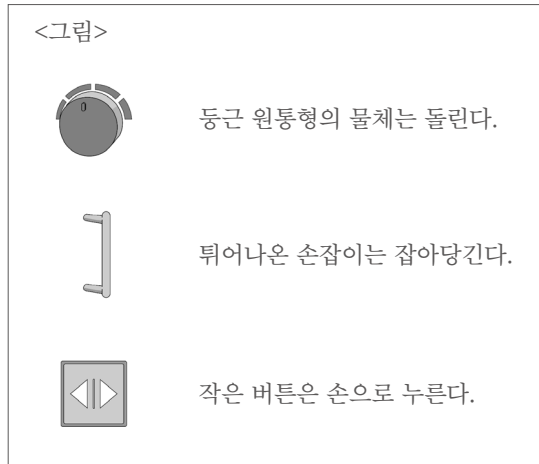 <그림>
둥근 원통형의 물체는 돌린다.
튀어나온 손잡이는 잡아당긴다.
작은 버튼은 손으로 누른다.